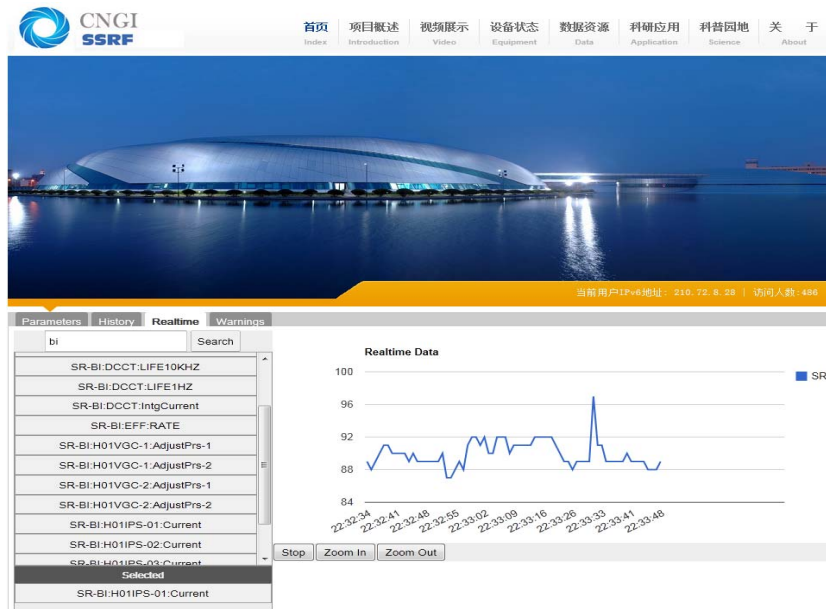 CNGI
SSRF
首页 项目概述 视频展示 设备状态 数据资源 科研应用 科普园地 关 于
Index Introduction Video Equipment Data Application Science About
当前用户IPv6地址: 210.72.8.28 | 访问人数:486
Parameters History Realtime Warnings
bi Search
SR-BI:DCCT:LIFE10KHZ
SR-BI:DCCT:LIFE1HZ
SR-BI:DCCT:IntgCurrent
SR-BI:EFF:RATE
SR-BI:H01VGC-1:AdjustPrs-1
SR-BI:H01VGC-1:AdjustPrs-2
SR-BI:H01VGC-2:AdjustPrs-1
SR-BI:H01VGC-2:AdjustPrs-2
SR-BI:H01IPS-01:Current
SR-BI:H01IPS-02:Current
SR-BI:H01IPS-03:Current
Selected
SR-BI:H01IPS-01:Current
Realtime Data
100
96
92
88
84
SR
22:32:34 22:32:41 22:32:48 22:32:55 22:33:02 22:33:09 22:33:16 22:33:26 22:33:33 22:33:41 22:33:48
Stop Zoom In Zoom Out